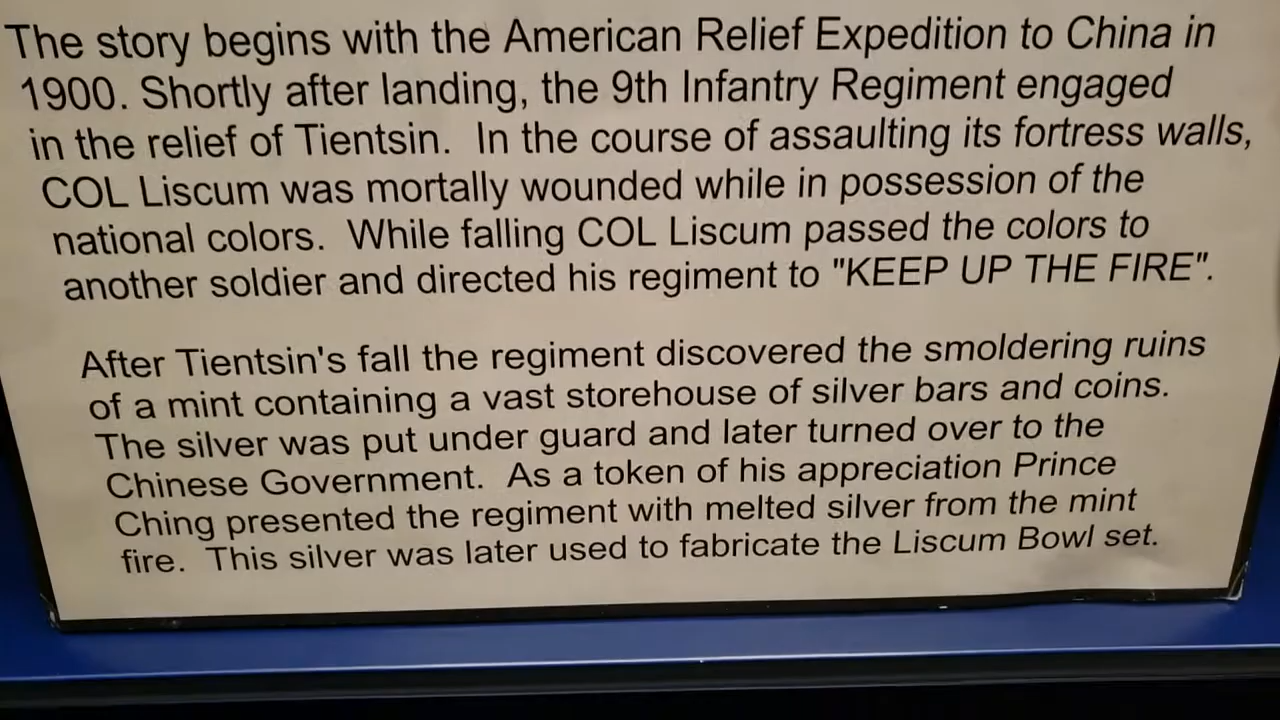 The story begins with the American Relief Expedition to China in
1900. Shortly after landing, the 9th Infantry Regiment engaged
in the relief of Tientsin. In the course of assaulting its fortress walls,
COL Liscum was mortally wounded while in possession of the
national colors. While falling COL Liscum passed the colors to
another soldier and directed his regiment to "KEEP UP THE FIRE".
After Tientsin's fall the regiment discovered the smoldering ruins
of a mint containing a vast storehouse of silver bars and coins.
The silver was put under guard and later turned over to the
Chinese Government. As a token of his appreciation Prince
Ching presented the regiment with melted silver from the mint
fire. This silver was later used to fabricate the Liscum Bowl set.